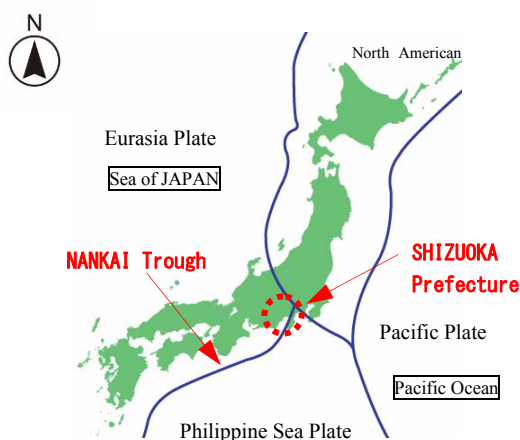 N
North American
Eurasia Plate
Sea of JAPAN
NANKAI Trough
SHIZUOKA
Prefecture
Pacific Plate
Pacific Ocean
Philippine Sea Plate